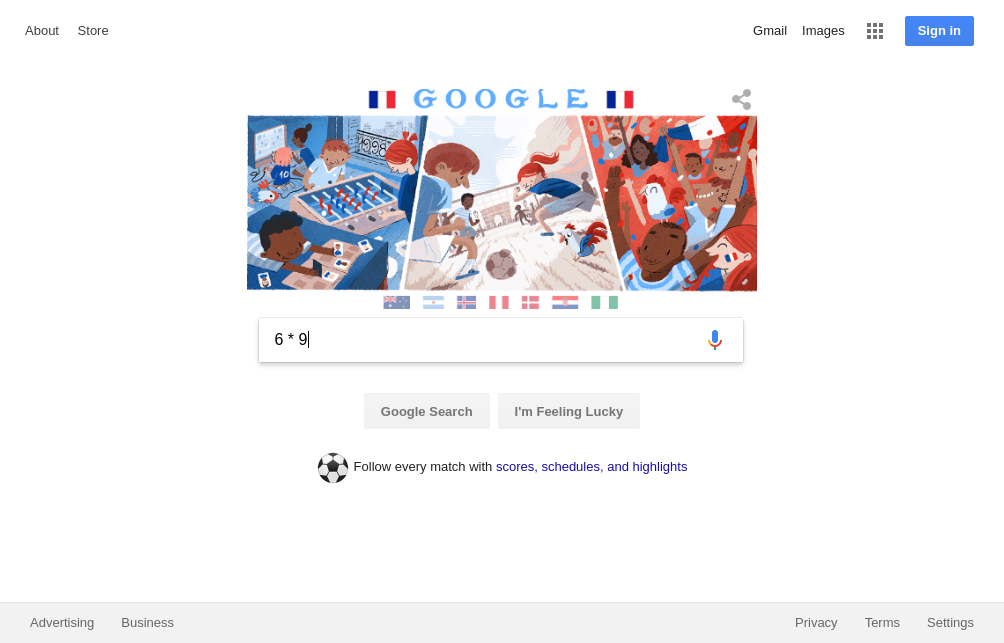 About Store
Gmail Images Sign in
GOOGLE
1998
10
6 * 9
Google Search I'm Feeling Lucky
Follow every match with scores, schedules, and highlights
Advertising Business
Privacy Terms Settings